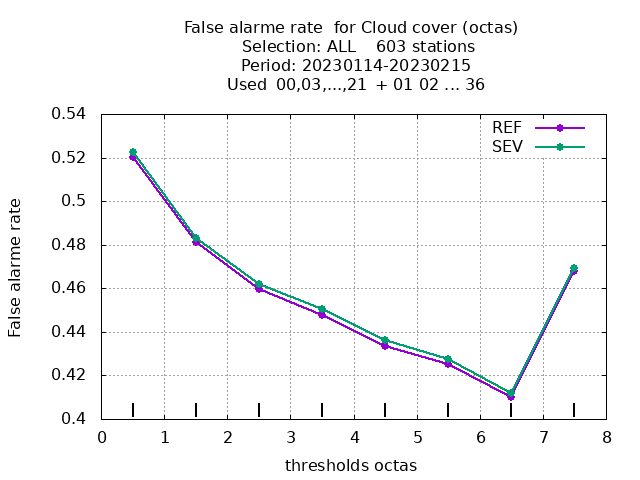 False alarme rate  for Cloud cover (octas)
Selection: ALL    603 stations
Period: 20230114-20230215
Used  00,03,...,21  + 01 02 ... 36
REF
SEV
0.54
0.52
0.5
0.48
0.46
0.44
0.42
0.4
False alarme rate
0 1 2 3 4 5 6 7 8
thresholds octas